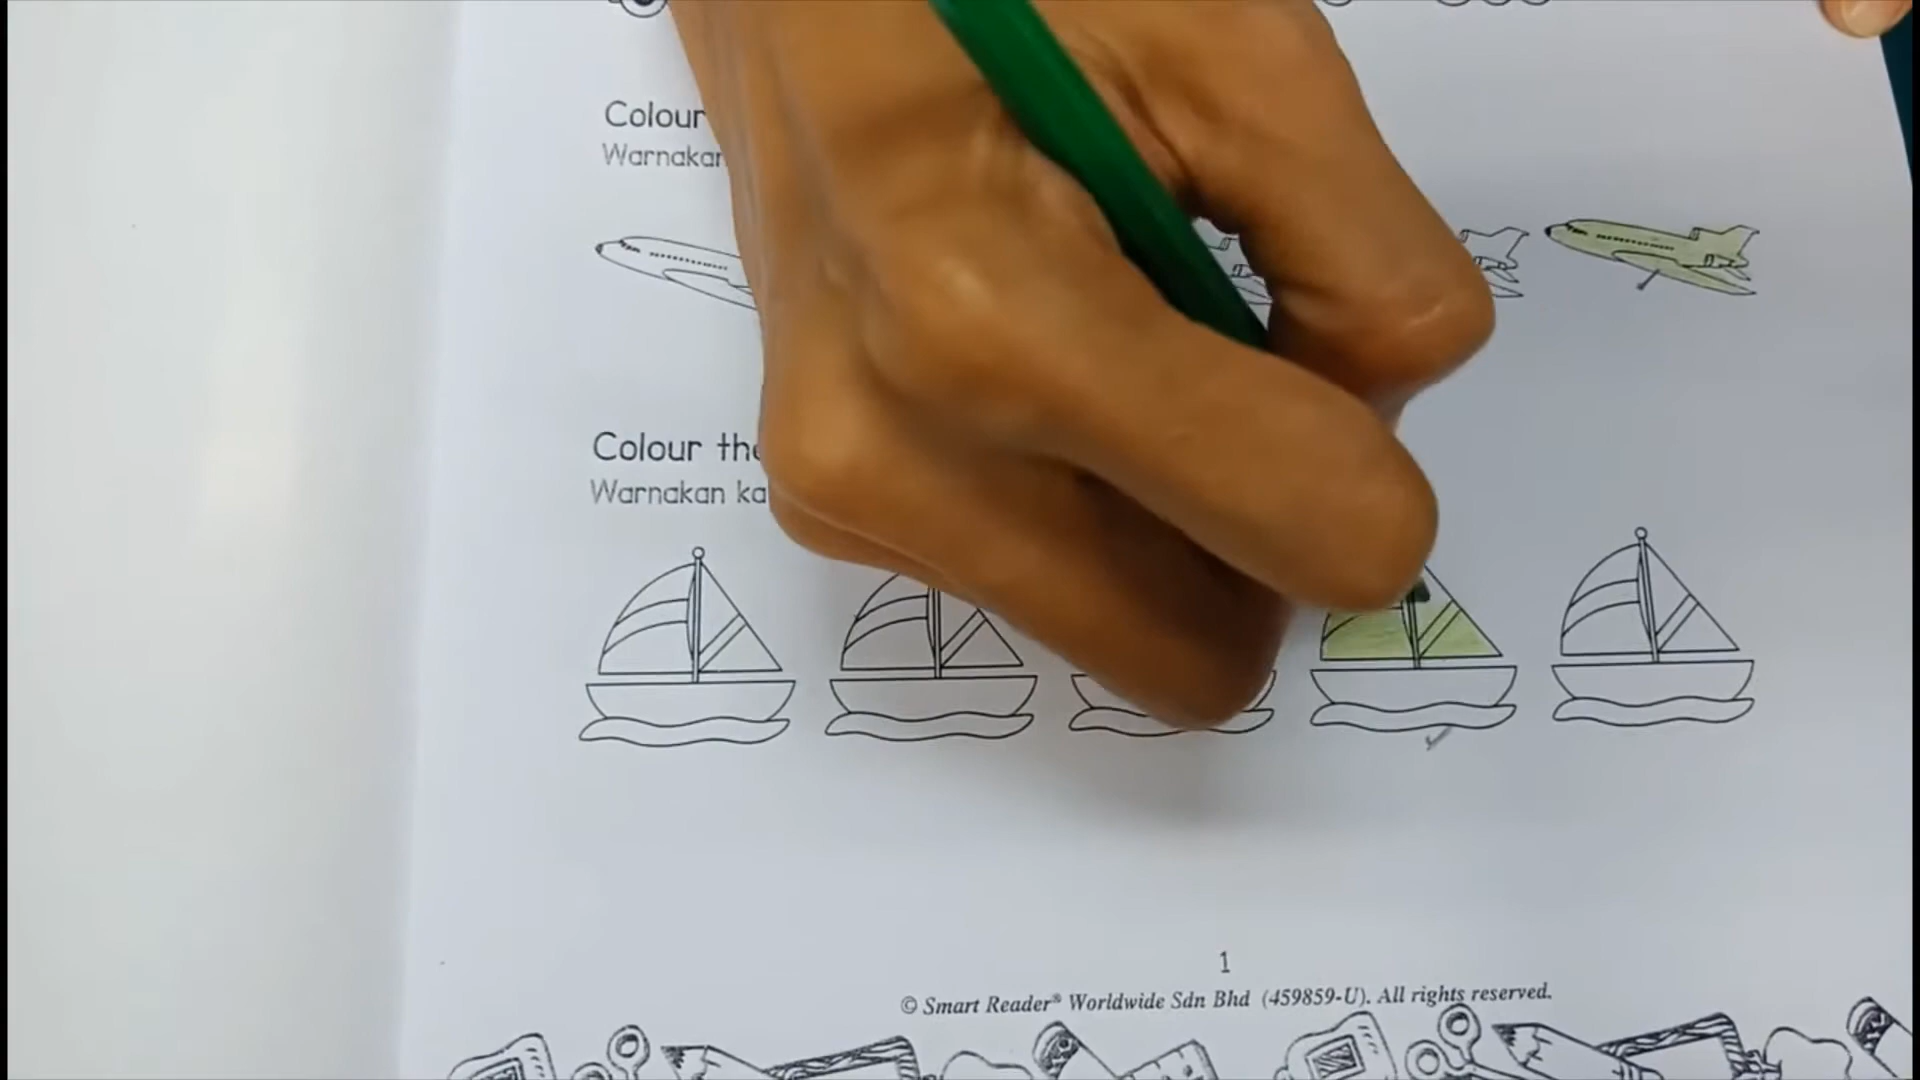 Colour
Warnakan
Colour the
Warnakan ka
1
© Smart Reader® Worldwide Sdn Bhd (459859-U). All rights reserved.